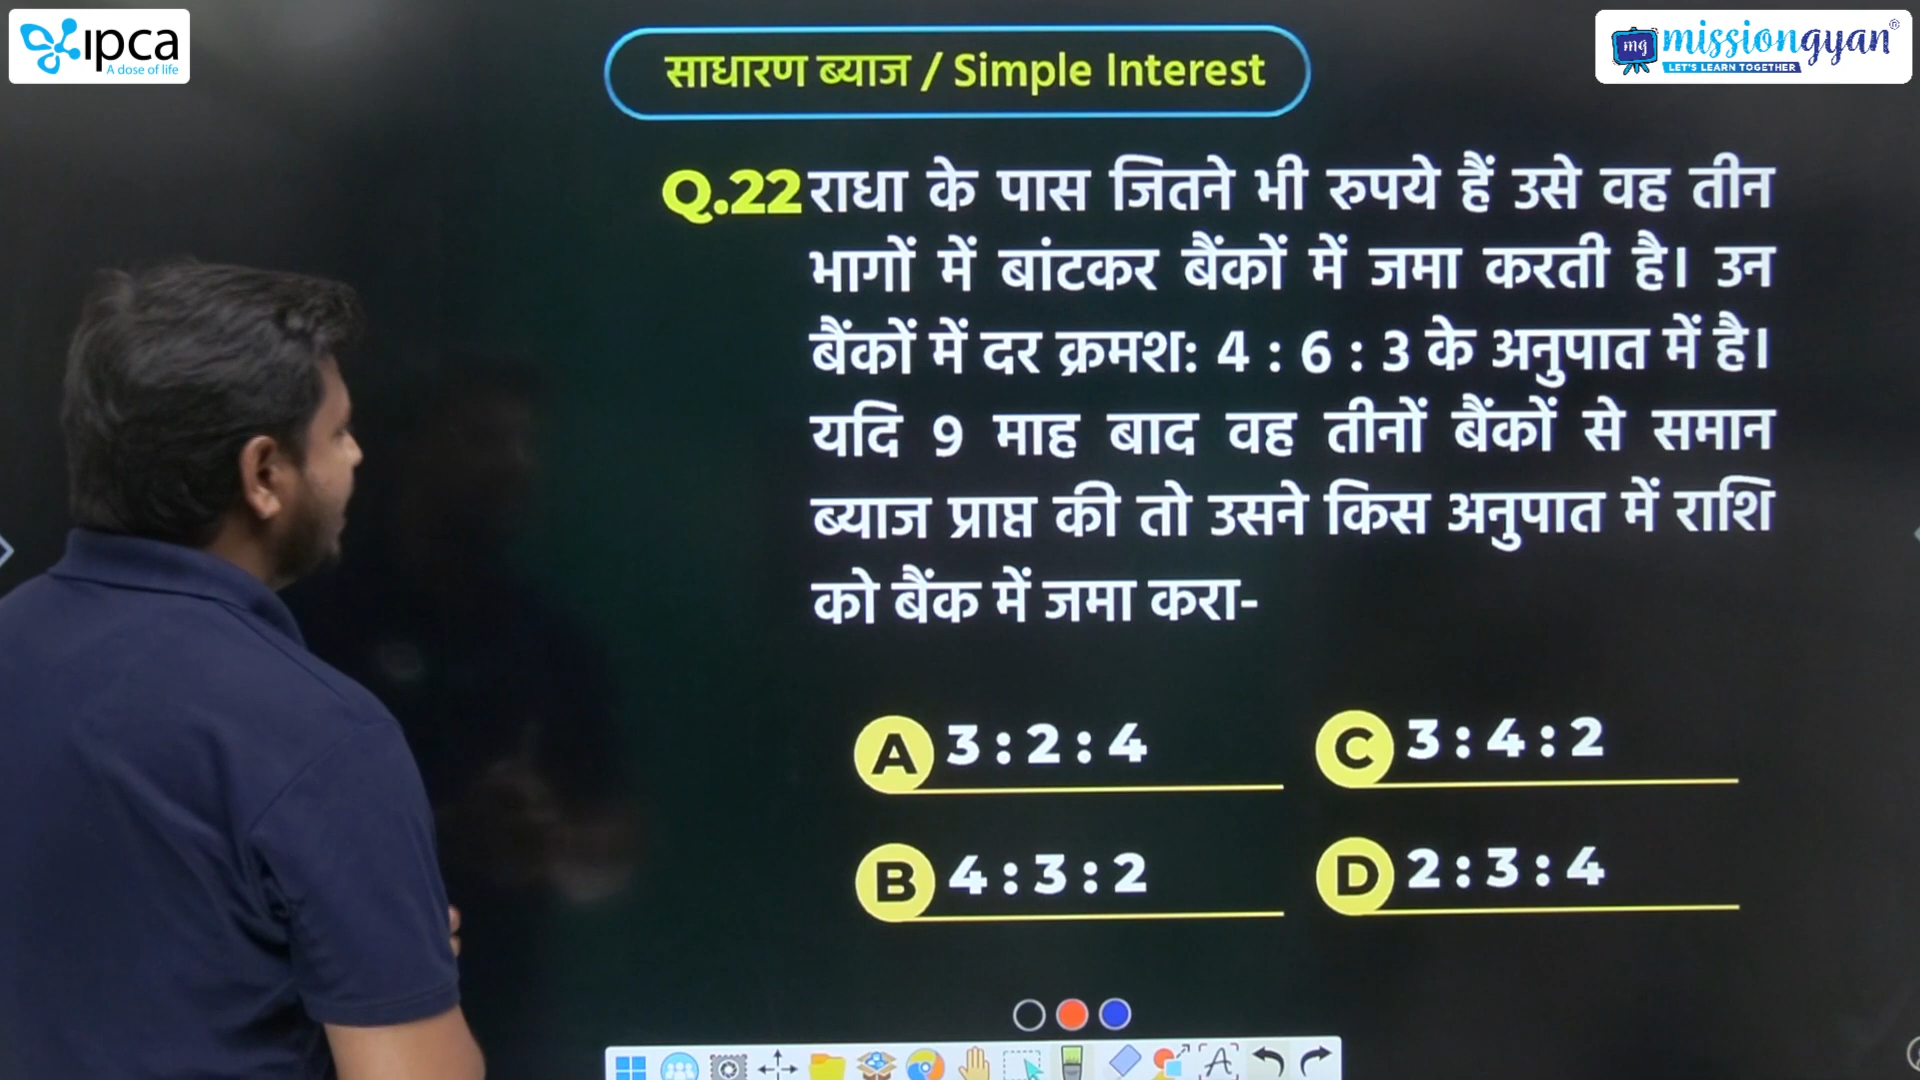 ipca
A dose of life
साधारण ब्याज / Simple Interest
mg missiongyan®
LET'S LEARN TOGETHER
Q.22 राधा के पास जितने भी रुपये हैं उसे वह तीन
भागों में बांटकर बैंकों में जमा करती है। उन
बैंकों में दर क्रमश: 4 : 6 : 3 के अनुपात में है।
यदि 9 माह बाद वह तीनों बैंकों से समान
ब्याज प्राप्त की तो उसने किस अनुपात में राशि
को बैंक में जमा करा-
A 3 : 2 : 4
C 3 : 4 : 2
B 4 : 3 : 2
D 2 : 3 : 4